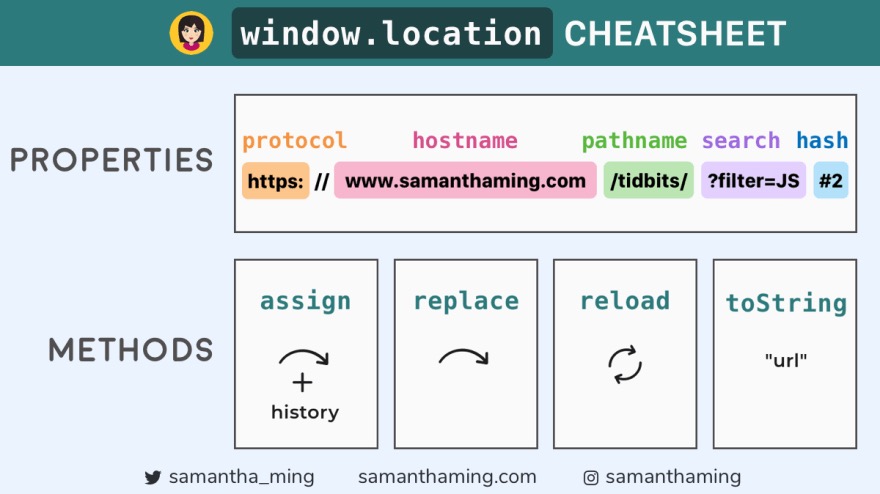 window.location CHEATSHEET
PROPERTIES
protocol hostname pathname search hash
https: // www.samanthaming.com /tidbits/ ?filter=JS #2
METHODS
assign
+
history
replace
reload
toString
"url"
samantha_ming samanthaming.com samanthaming